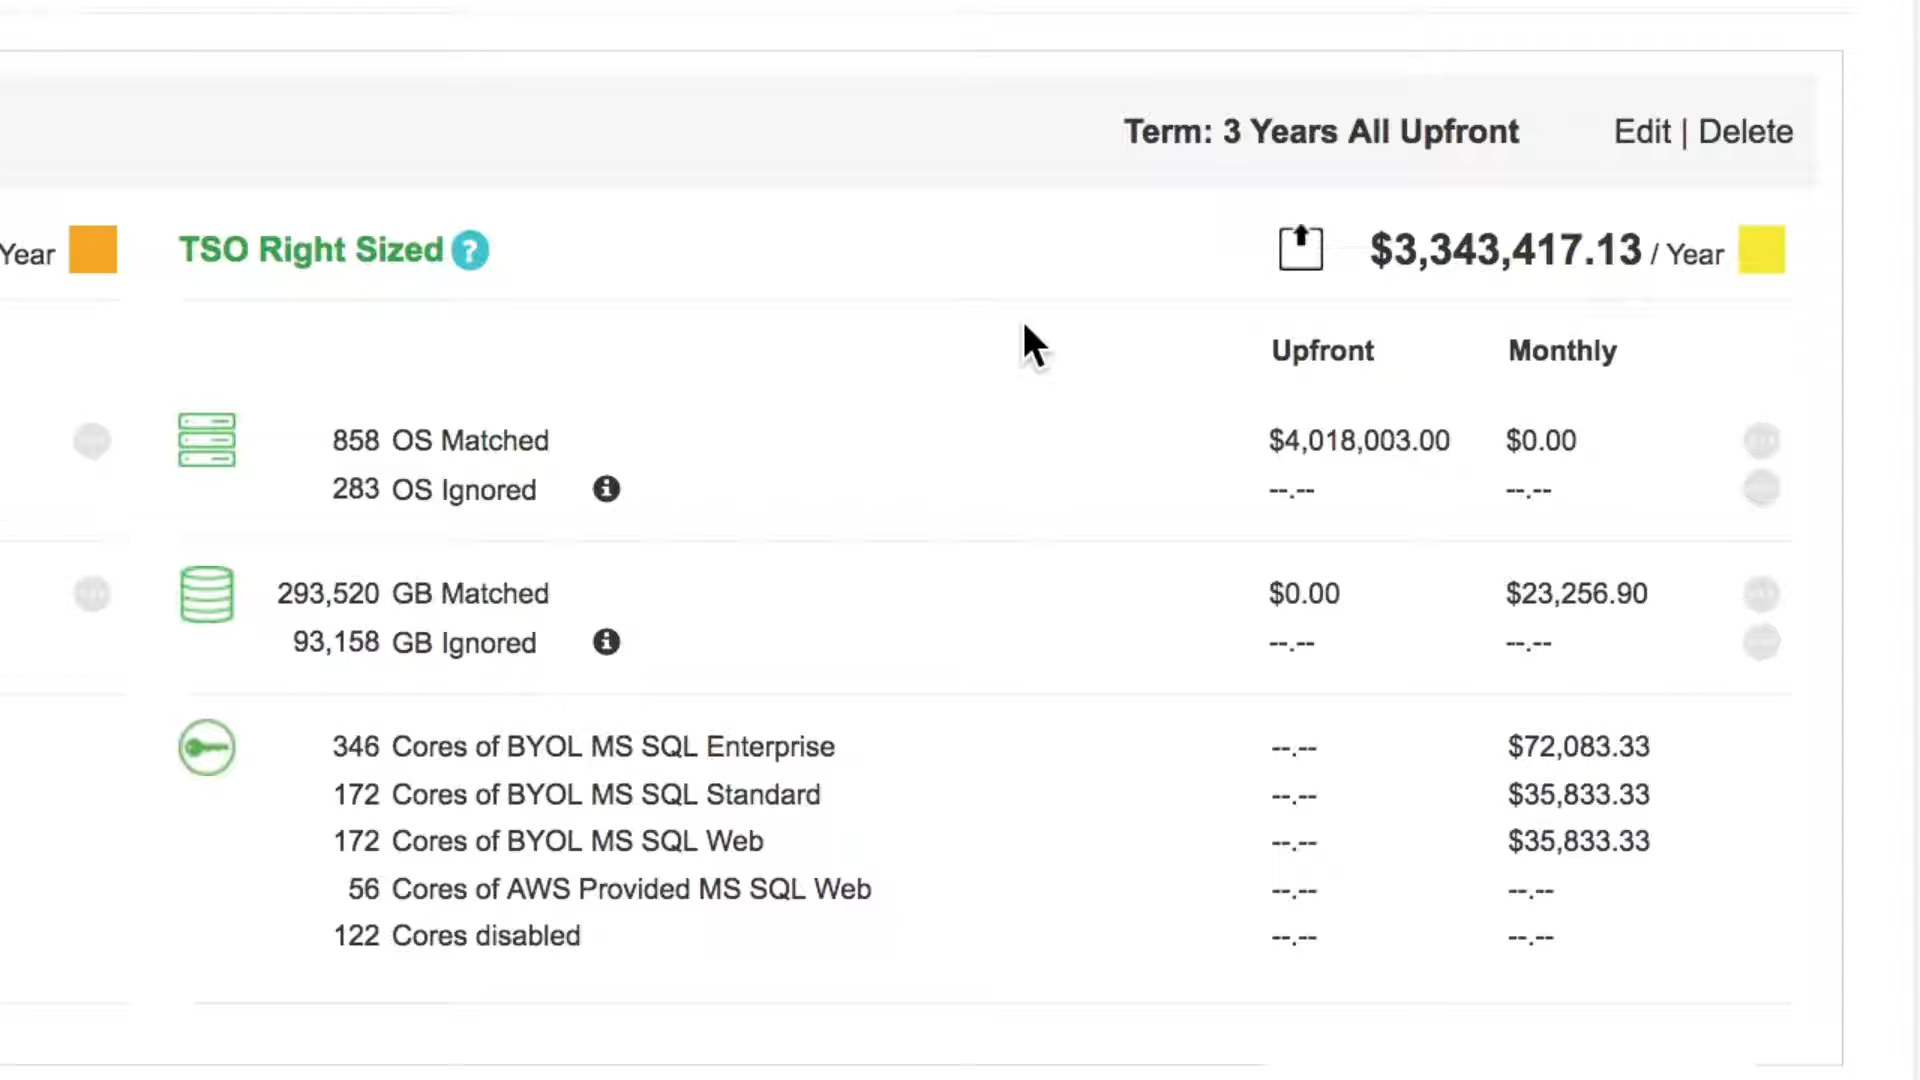 Term: 3 Years All Upfront Edit | Delete
Year TSO Right Sized ? $3,343,417.13 / Year
Upfront Monthly
858 OS Matched $4,018,003.00 $0.00
283 OS Ignored --.-- --.--
293,520 GB Matched $0.00 $23,256.90
93,158 GB Ignored --.-- --.--
346 Cores of BYOL MS SQL Enterprise --.-- $72,083.33
172 Cores of BYOL MS SQL Standard --.-- $35,833.33
172 Cores of BYOL MS SQL Web --.-- $35,833.33
56 Cores of AWS Provided MS SQL Web --.-- --.--
122 Cores disabled --.-- --.--